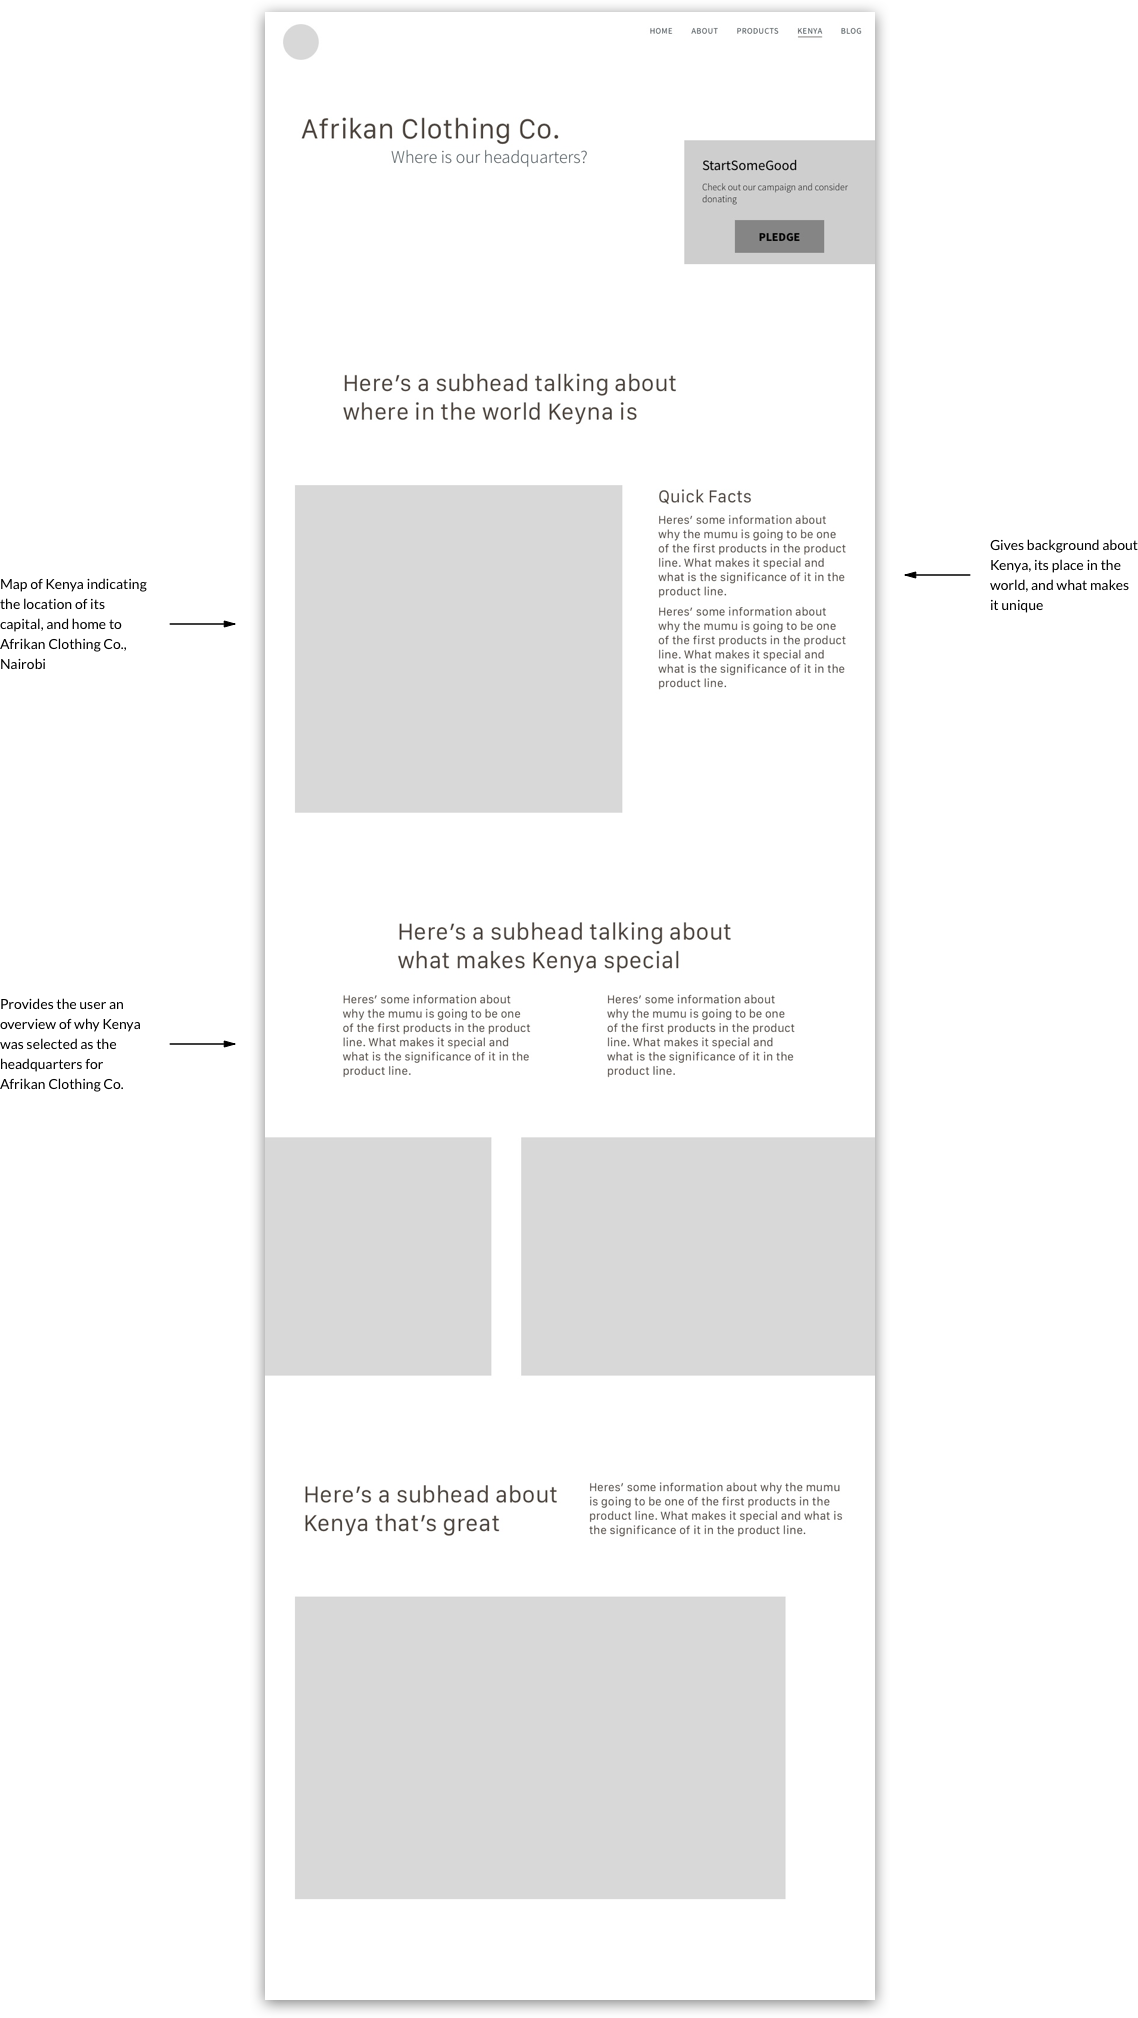 HOME ABOUT PRODUCTS KENYA BLOG
Afrikan Clothing Co.
Where is our headquarters?
StartSomeGood
Check out our campaign and consider
donating
PLEDGE
Here’s a subhead talking about
where in the world Keyna is
Map of Kenya indicating
the location of its
capital, and home to
Afrikan Clothing Co.,
Nairobi
Quick Facts
Heres’ some information about
why the mumu is going to be one
of the first products in the product
line. What makes it special and
what is the significance of it in the
product line.
Heres’ some information about
why the mumu is going to be one
of the first products in the product
line. What makes it special and
what is the significance of it in the
product line.
Gives background about
Kenya, its place in the
world, and what makes
it unique
Here’s a subhead talking about
what makes Kenya special
Provides the user an
overview of why Kenya
was selected as the
headquarters for
Afrikan Clothing Co.
Heres’ some information about
why the mumu is going to be one
of the first products in the product
line. What makes it special and
what is the significance of it in the
product line.
Heres’ some information about
why the mumu is going to be one
of the first products in the product
line. What makes it special and
what is the significance of it in the
product line.
Here’s a subhead about
Kenya that’s great
Heres’ some information about why the mumu
is going to be one of the first products in the
product line. What makes it special and what is
the significance of it in the product line.